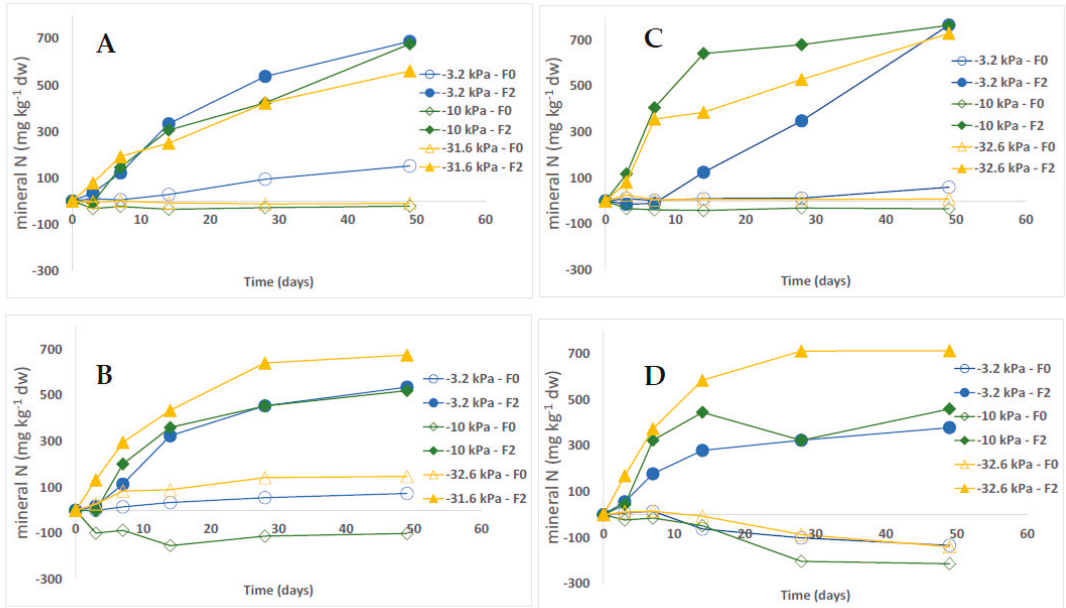 A
700
500
300
100
-100
-300
0
10
20
30
40
50
60
mineral N (mg kg⁻¹ dw)
Time (days)
-3.2 kPa - F0
-3.2 kPa - F2
-10 kPa - F0
-10 kPa - F2
-31.6 kPa - F0
-31.6 kPa - F2
C
700
500
300
100
-100
-300
0
10
20
30
40
50
60
mineral N (mg kg⁻¹ dw)
Time (days)
-3.2 kPa - F0
-3.2 kPa - F2
-10 kPa - F0
-10 kPa - F2
-32.6 kPa - F0
-32.6 kPa - F2
B
700
500
300
100
-100
-300
0
10
20
30
40
50
60
mineral N (mg kg⁻¹ dw)
Time (days)
-3.2 kPa - F0
-3.2 kPa - F2
-10 kPa - F0
-10 kPa - F2
-32.6 kPa - F0
-31.6 kPa - F2
D
700
500
300
100
-100
-300
0
10
20
30
40
50
60
mineral N (mg kg⁻¹ dw)
Time (days)
-3.2 kPa - F0
-3.2 kPa - F2
-10 kPa - F0
-10 kPa - F2
-32.6 kPa - F0
-32.6 kPa - F2